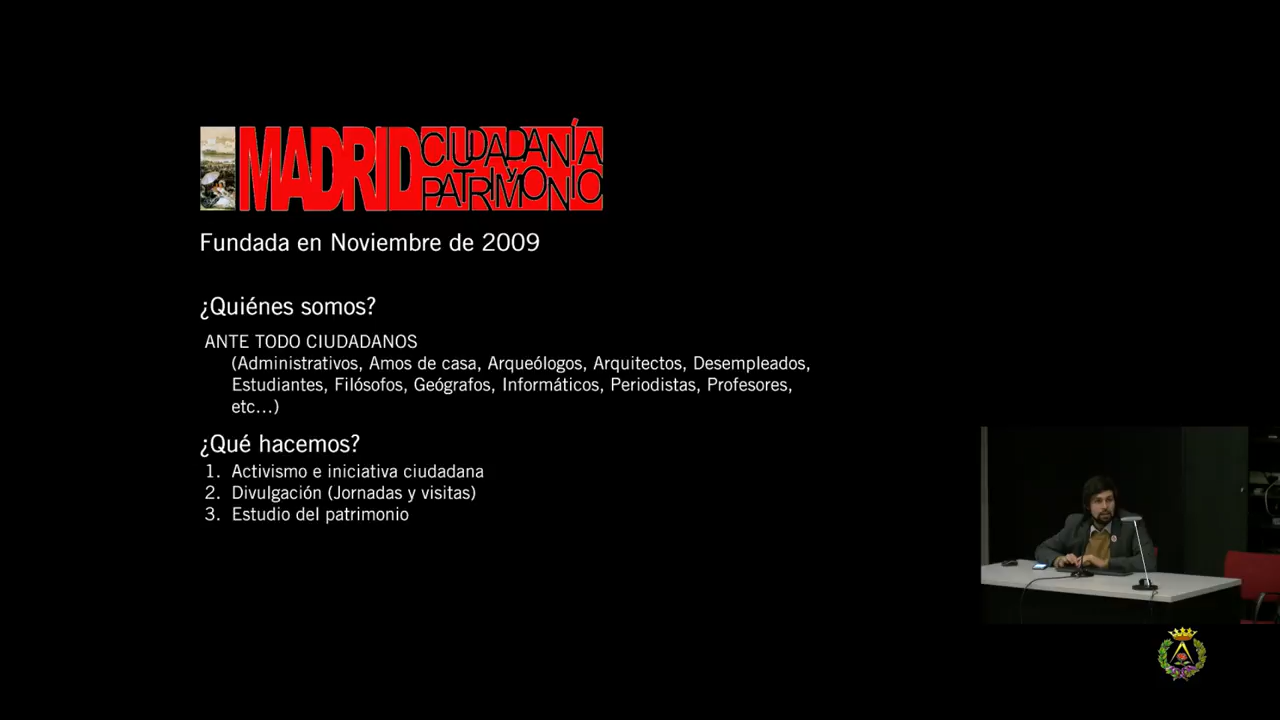 MADRID CIUDADANÍA
y
PATRIMONIO
Fundada en Noviembre de 2009
¿Quiénes somos?
ANTE TODO CIUDADANOS
(Administrativos, Amos de casa, Arqueólogos, Arquitectos, Desempleados,
Estudiantes, Filósofos, Geógrafos, Informáticos, Periodistas, Profesores,
etc...)
¿Qué hacemos?
1. Activismo e iniciativa ciudadana
2. Divulgación (Jornadas y visitas)
3. Estudio del patrimonio